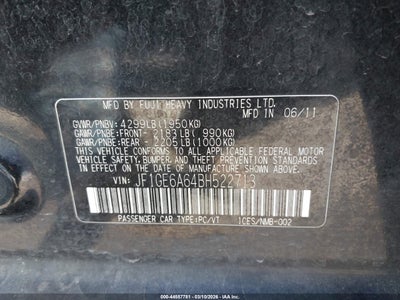 MFD BY FUJI HEAVY INDUSTRIES LTD.
MADE IN 06/11
GVWR/PNBV: 4299LB(1950KG)
GAWR/PNBE:FRONT- 2183LB( 990KG)
GAWR/PNBE:REAR - 2205LB(1000KG)
THIS VEHICLE CONFORMS TO ALL APPLICABLE
FEDERAL MOTOR VEHICLE SAFETY,
BUMPER, AND THEFT PREVENTION STANDARDS
IN EFFECT ON THE DATE OF
MANUFACTURE SHOWN ABOVE.
VIN: JF1GE6A64BH522713
PASSENGER CAR TYPE:PC/VT ICES/NMB-002
© IAA-44557781 - 03/10/2026 - IAAI.COM